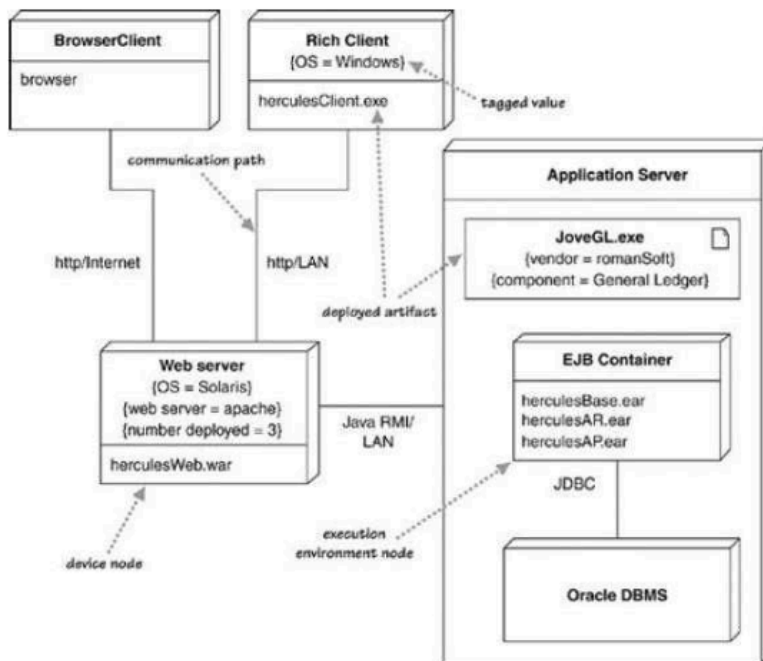 BrowserClient
browser
Rich Client
{OS = Windows}
herculesClient.exe
tagged value
communication path
http/Internet
http/LAN
deployed artifact
Application Server
JoveGL.exe
{vendor = romanSoft}
{component = General Ledger}
Web server
{OS = Solaris}
{web server = apache}
{number deployed = 3}
herculesWeb.war
Java RMI/
LAN
EJB Container
herculesBase.ear
herculesAR.ear
herculesAP.ear
JDBC
device node
execution
environment node
Oracle DBMS